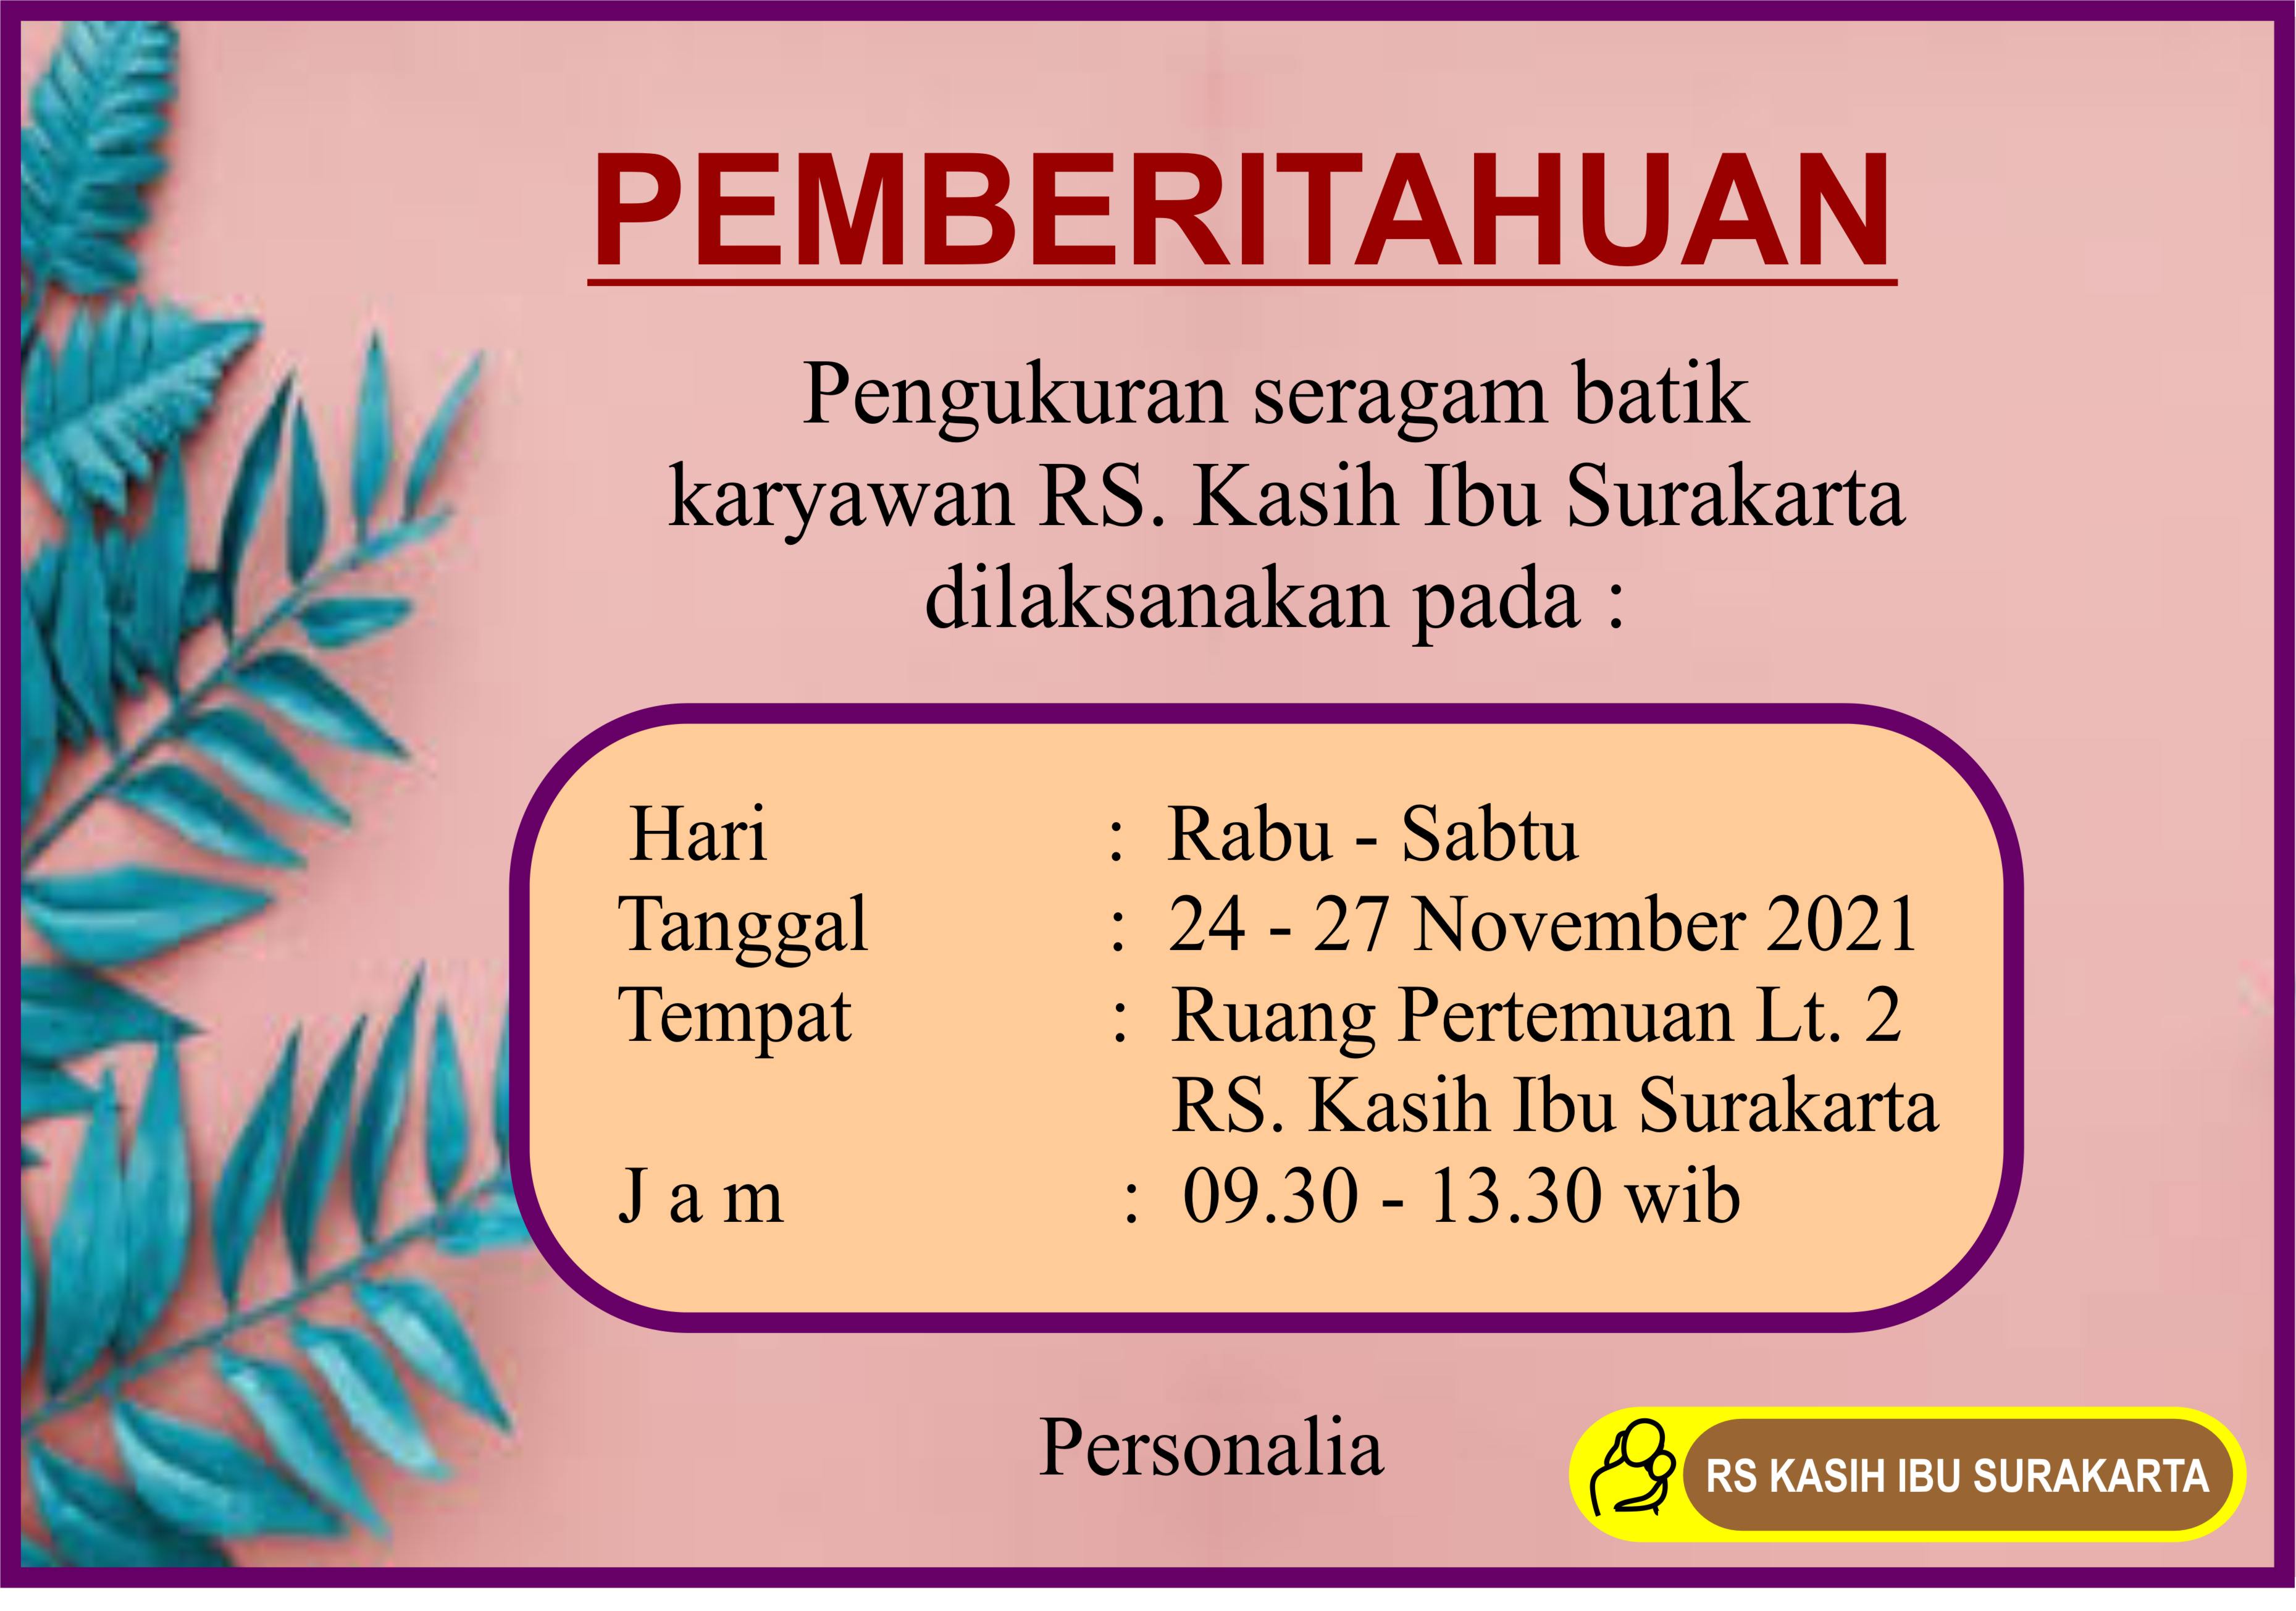 PEMBERITAHUAN
Pengukuran seragam batik
karyawan RS. Kasih Ibu Surakarta
dilaksanakan pada :
Hari : Rabu - Sabtu
Tanggal : 24 - 27 November 2021
Tempat : Ruang Pertemuan Lt. 2
RS. Kasih Ibu Surakarta
J a m : 09.30 - 13.30 wib
Personalia
RS KASIH IBU SURAKARTA